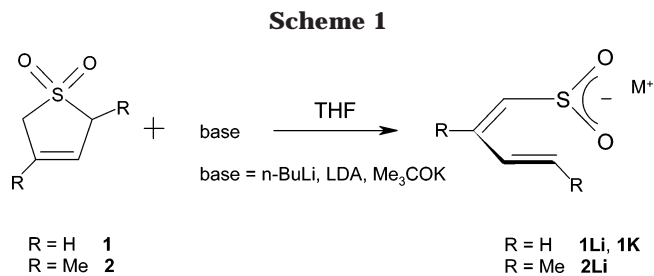 Scheme 1
O O
S
R
R
+ base
THF
base = n-BuLi, LDA, Me₃COK
R
S
O
O
−
M⁺
R
R = H 1
R = Me 2
R = H 1Li, 1K
R = Me 2Li